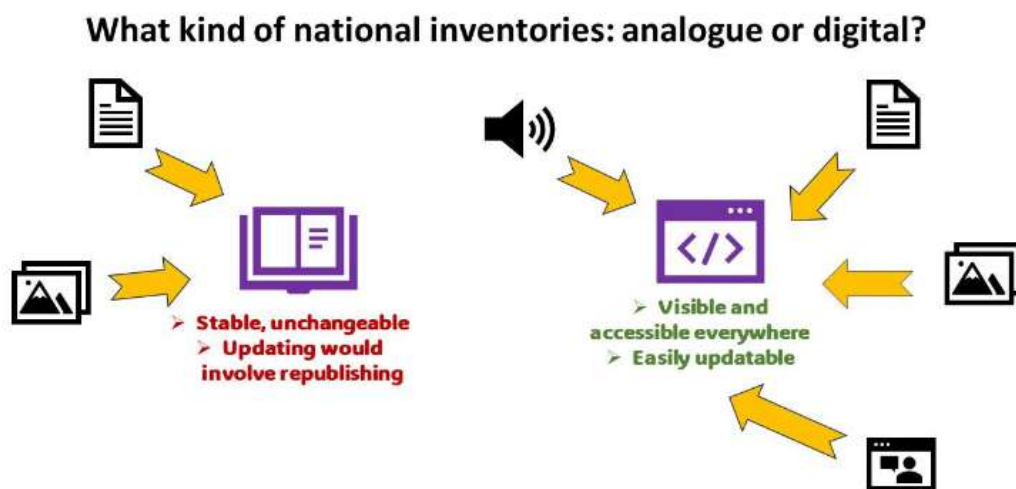 What kind of national inventories: analogue or digital?
➢ Stable, unchangeable
➢ Updating would
involve republishing
</>
➢ Visible and
accessible everywhere
➢ Easily updatable